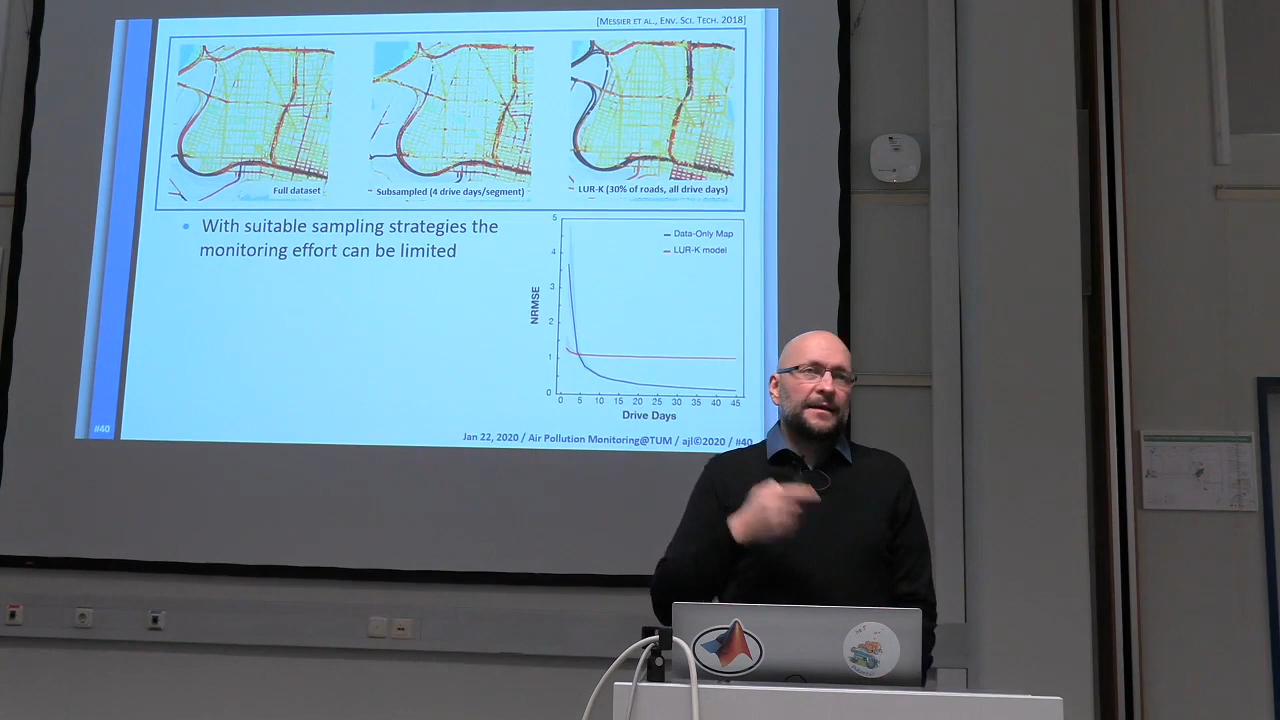 [Messier et al., Env. Sci. Tech. 2018]
Full dataset
Subsampled (4 drive days/segment)
LUR-K (30% of roads, all drive days)
• With suitable sampling strategies the
monitoring effort can be limited
Data-Only Map
LUR-K model
NRMSE
5
4
3
2
1
0
0 5 10 15 20 25 30 35 40 45
Drive Days
#40
Jan 22, 2020 / Air Pollution Monitoring@TUM / ajl©2020 / #40